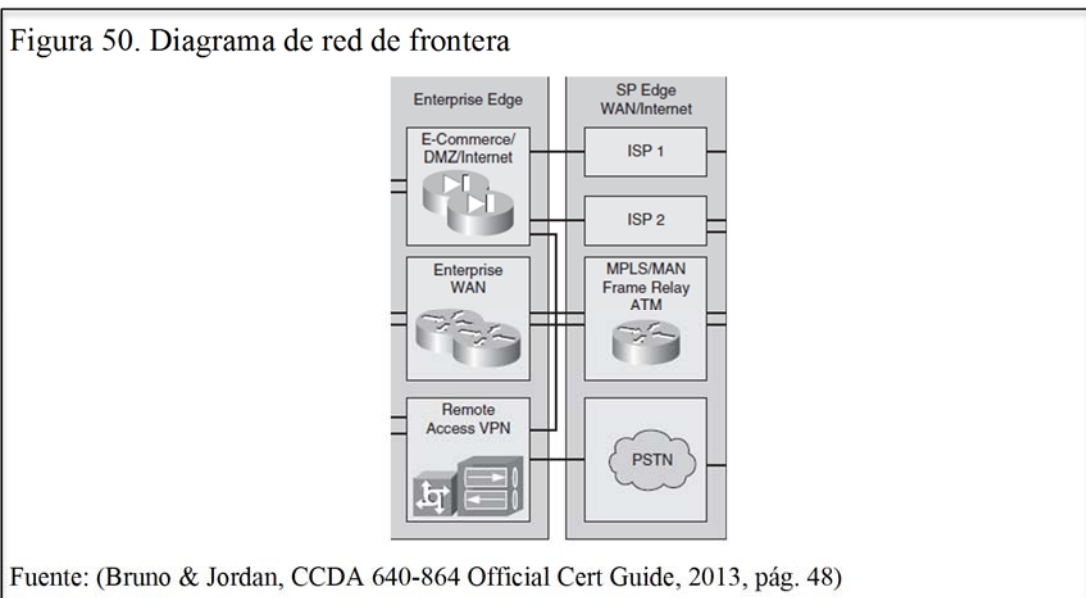 Figura 50. Diagrama de red de frontera
Enterprise Edge
E-Commerce/
DMZ/Internet
Enterprise
WAN
Remote
Access VPN
SP Edge
WAN/Internet
ISP 1
ISP 2
MPLS/MAN
Frame Relay
ATM
PSTN
Fuente: (Bruno & Jordan, CCDA 640-864 Official Cert Guide, 2013, pág. 48)